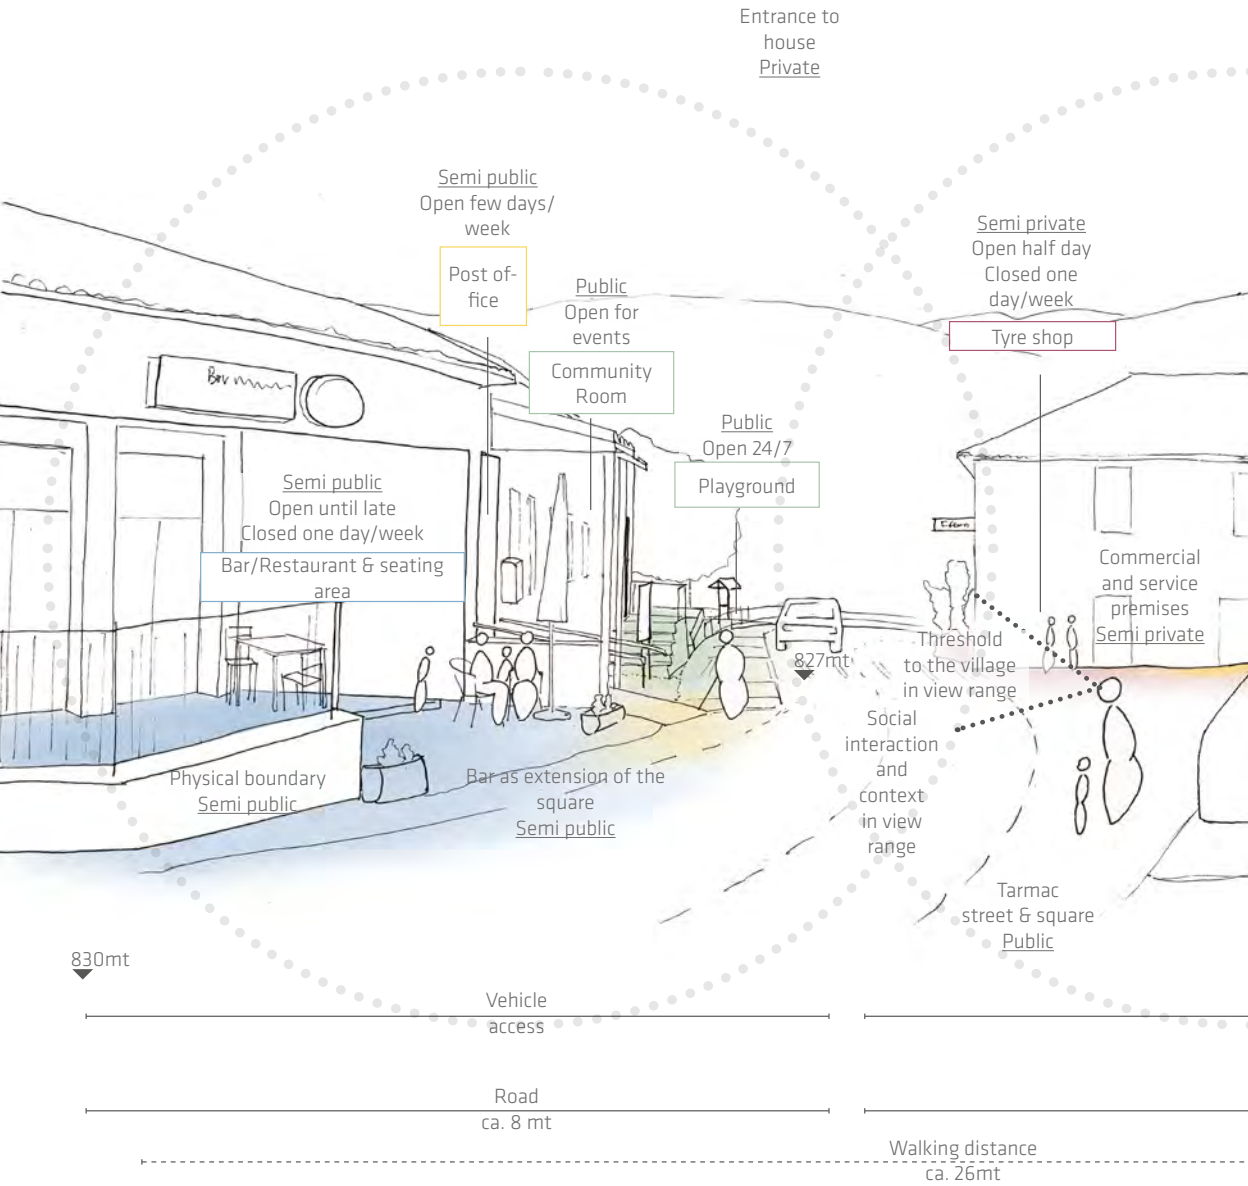 Entrance to
house
Private
Semi public
Open few days/
week
Post of-
fice
Public
Open for
events
Community
Room
Semi private
Open half day
Closed one
day/week
Tyre shop
Bar
Public
Open 24/7
Playground
Semi public
Open until late
Closed one day/week
Bar/Restaurant & seating
area
Commercial
and service
premises
Semi private
Threshold
to the village
in view range
827mt
Social
interaction
and
context
in view
range
Physical boundary
Semi public
Bar as extension of the
square
Semi public
Tarmac
street & square
Public
830mt
Vehicle
access
Road
ca. 8 mt
Walking distance
ca. 26mt